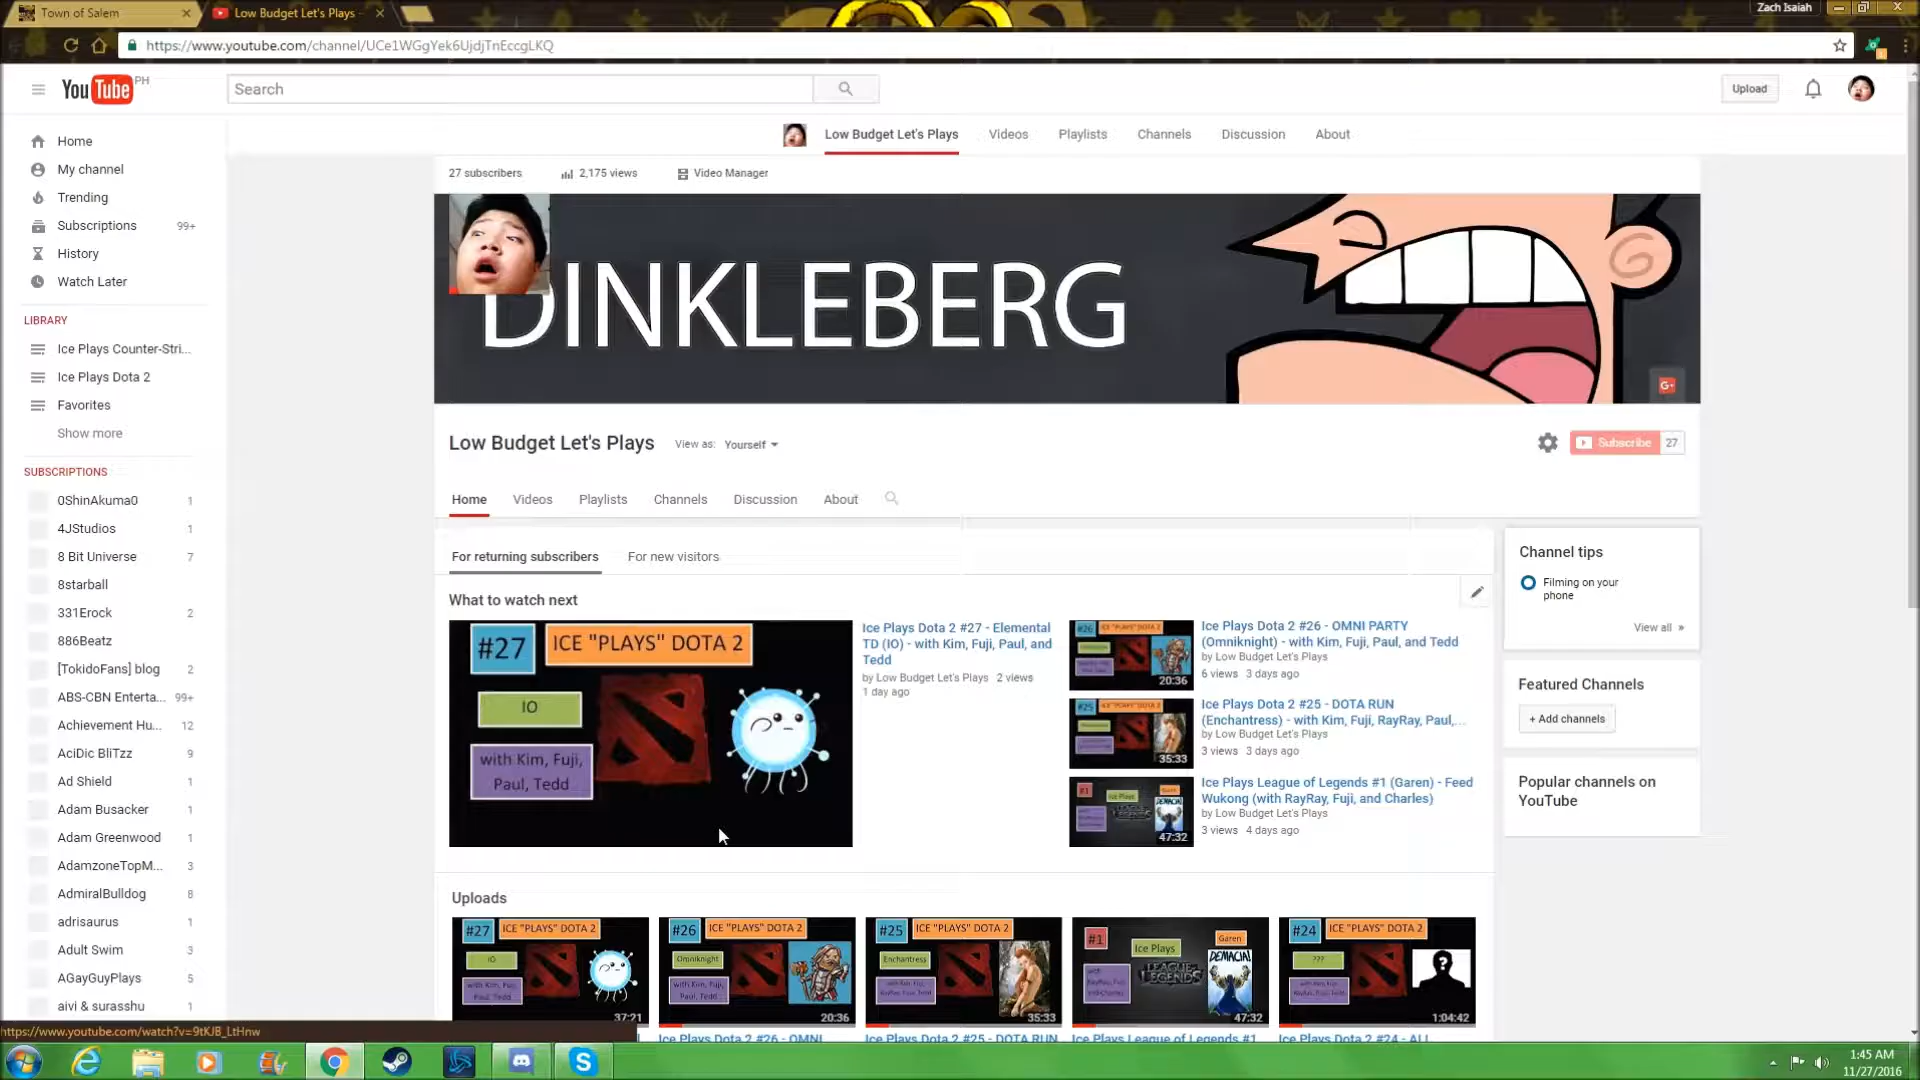 Town of Salem
Low Budget Let's Plays -
Zach Isaiah
https://www.youtube.com/channel/UCe1WGgYek6UjdjTnEccgLKQ
YouTube PH
Search
Upload
Home
My channel
Trending
Subscriptions 99+
History
Watch Later
LIBRARY
Ice Plays Counter-Stri...
Ice Plays Dota 2
Favorites
Show more
SUBSCRIPTIONS
0ShinAkuma0 1
4JStudios 1
8 Bit Universe 7
8starball
331Erock 2
886Beatz
[TokidoFans] blog 2
ABS-CBN Enterta... 99+
Achievement Hu... 12
AciDic BliTzz 9
Ad Shield 1
Adam Busacker 1
Adam Greenwood 1
AdamzoneTopM... 3
AdmiralBulldog 8
adrisaurus 1
Adult Swim 3
AGayGuyPlays 5
aivi & surasshu 1
Low Budget Let's Plays Videos Playlists Channels Discussion About
27 subscribers 2,175 views Video Manager
DINKLEBERG
G+
Low Budget Let's Plays View as: Yourself
Subscribe 27
Home Videos Playlists Channels Discussion About
For returning subscribers For new visitors
What to watch next
#27 ICE "PLAYS" DOTA 2
IO
with Kim, Fuji,
Paul, Tedd
Ice Plays Dota 2 #27 - Elemental
TD (IO) - with Kim, Fuji, Paul, and
Tedd
by Low Budget Let's Plays 2 views
1 day ago
#26 ICE "PLAYS" DOTA 2
20:36
Ice Plays Dota 2 #26 - OMNI PARTY
(Omniknight) - with Kim, Fuji, Paul, and Tedd
by Low Budget Let's Plays
6 views 3 days ago
#25 ICE "PLAYS" DOTA 2
35:33
Ice Plays Dota 2 #25 - DOTA RUN
(Enchantress) - with Kim, Fuji, RayRay, Paul,...
by Low Budget Let's Plays
3 views 3 days ago
#1 Ice Plays Garen
DEMACIA!
47:32
Ice Plays League of Legends #1 (Garen) - Feed
Wukong (with RayRay, Fuji, and Charles)
by Low Budget Let's Plays
3 views 4 days ago
Channel tips
Filming on your
phone
View all »
Featured Channels
+ Add channels
Popular channels on
YouTube
Uploads
#27 ICE "PLAYS" DOTA 2
IO
with Kim, Fuji,
Paul, Tedd
37:21
#26 ICE "PLAYS" DOTA 2
Omniknight
with Kim, Fuji,
Paul, Tedd
20:36
#25 ICE "PLAYS" DOTA 2
Enchantress
35:33
#1 Ice Plays Garen
LEAGUE LEGENDS
DEMACIA!
47:32
#24 ICE "PLAYS" DOTA 2
???
?
1:04:42
Ice Plays Dota 2 #26 - OMNI
Ice Plays Dota 2 #25 - DOTA RUN
Ice Plays League of Legends #1
Ice Plays Dota 2 #24 - ALL
https://www.youtube.com/watch?v=9tKJB_LtHnw
1:45 AM
11/27/2016